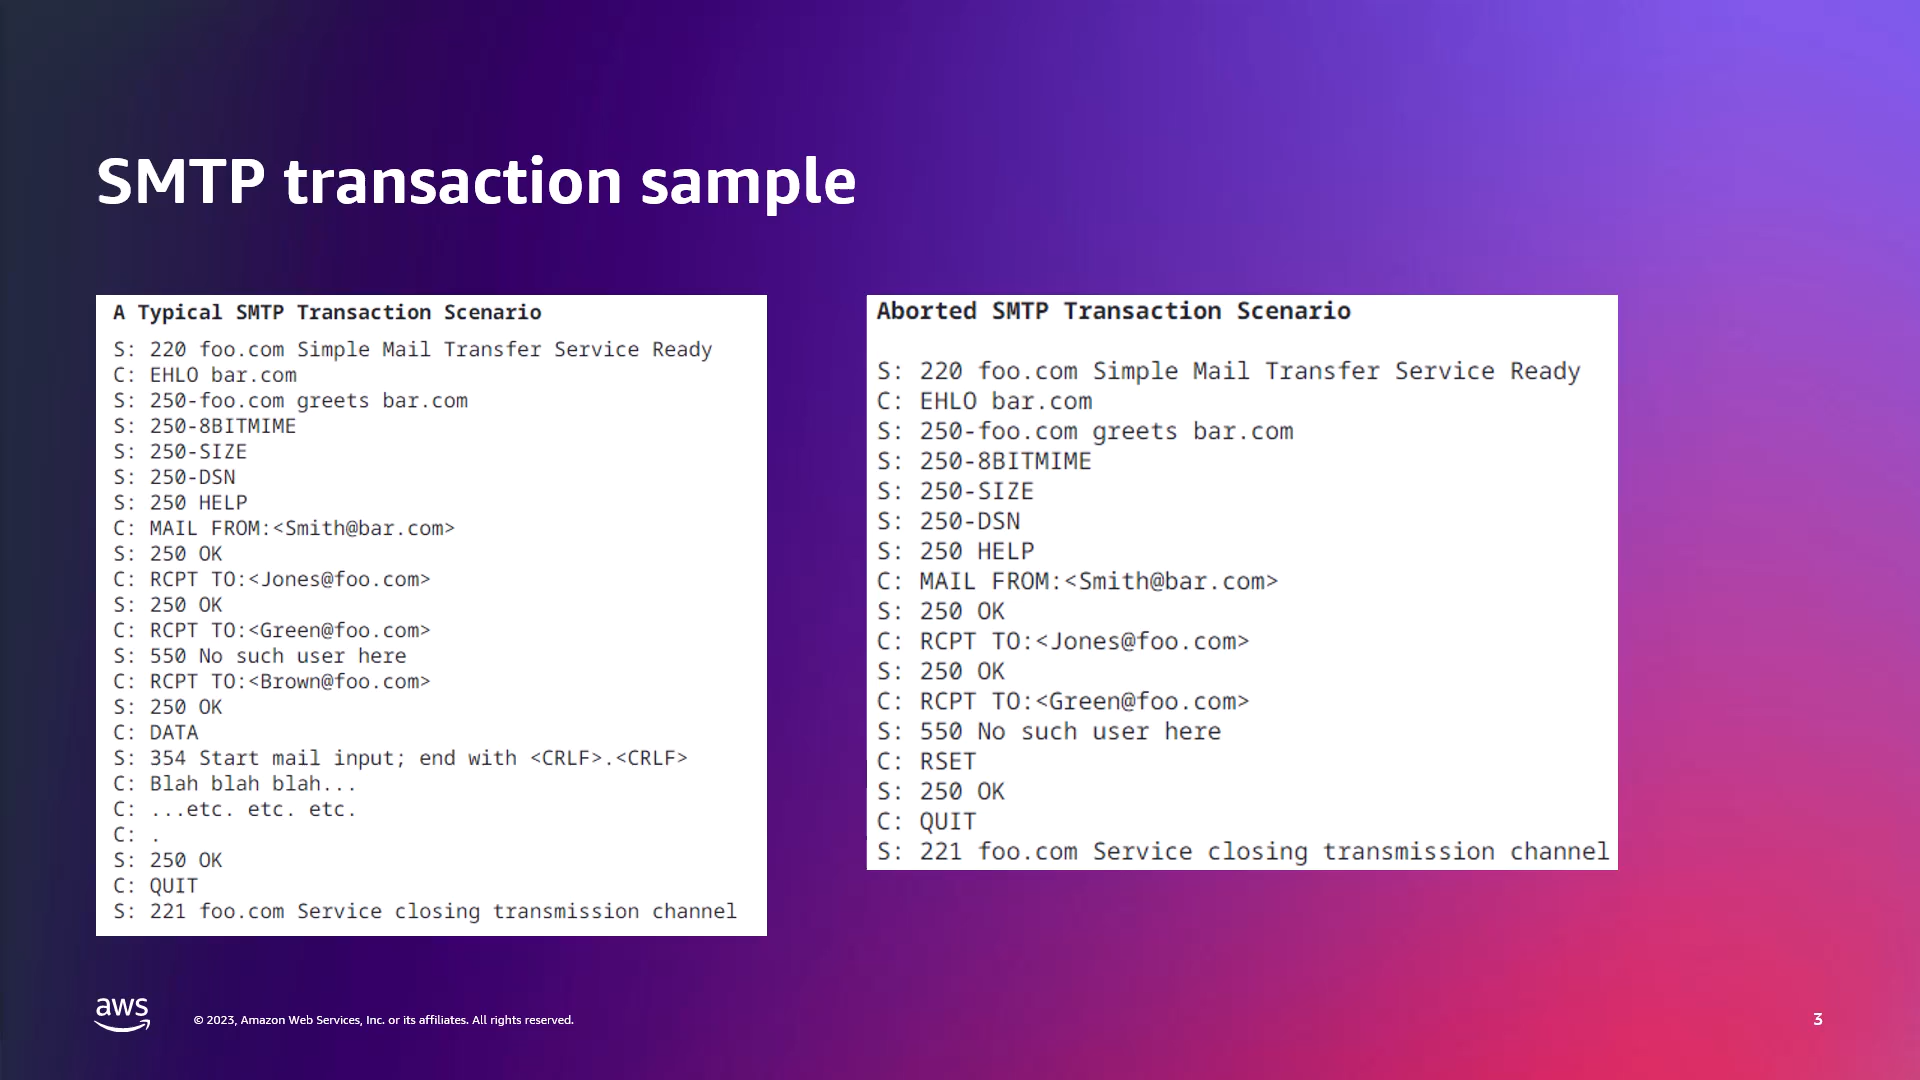 SMTP transaction sample
A Typical SMTP Transaction Scenario
S: 220 foo.com Simple Mail Transfer Service Ready
C: EHLO bar.com
S: 250-foo.com greets bar.com
S: 250-8BITMIME
S: 250-SIZE
S: 250-DSN
S: 250 HELP
C: MAIL FROM:<Smith@bar.com>
S: 250 OK
C: RCPT TO:<Jones@foo.com>
S: 250 OK
C: RCPT TO:<Green@foo.com>
S: 550 No such user here
C: RCPT TO:<Brown@foo.com>
S: 250 OK
C: DATA
S: 354 Start mail input; end with <CRLF>.<CRLF>
C: Blah blah blah...
C: ...etc. etc. etc.
C: .
S: 250 OK
C: QUIT
S: 221 foo.com Service closing transmission channel
Aborted SMTP Transaction Scenario
S: 220 foo.com Simple Mail Transfer Service Ready
C: EHLO bar.com
S: 250-foo.com greets bar.com
S: 250-8BITMIME
S: 250-SIZE
S: 250-DSN
S: 250 HELP
C: MAIL FROM:<Smith@bar.com>
S: 250 OK
C: RCPT TO:<Jones@foo.com>
S: 250 OK
C: RCPT TO:<Green@foo.com>
S: 550 No such user here
C: RSET
S: 250 OK
C: QUIT
S: 221 foo.com Service closing transmission channel
aws
© 2023, Amazon Web Services, Inc. or its affiliates. All rights reserved.
3